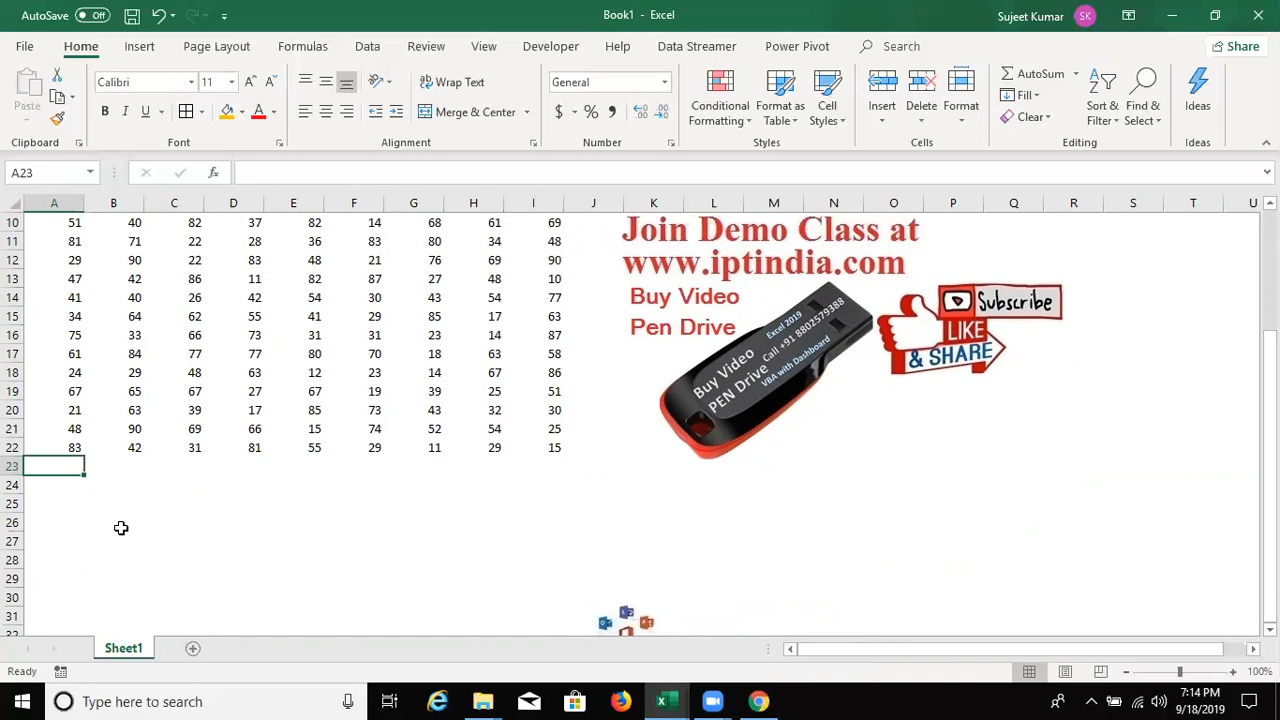 AutoSave Off Book1 - Excel Sujeet Kumar SK
File Home Insert Page Layout Formulas Data Review View Developer Help Data Streamer Power Pivot Search Share
Paste Calibri 11 Wrap Text General Conditional Formatting Format as Table Cell Styles Insert Delete Format AutoSum Fill Clear Sort & Filter Find & Select Ideas
B I U Merge & Center $ %
Clipboard Font Alignment Number Styles Cells Editing Ideas
A23 fx
A B C D E F G H I J K L M N O P Q R S T U
10 51 40 82 37 82 14 68 61 69
11 81 71 22 28 36 83 80 34 48
12 29 90 22 83 48 21 76 69 90
13 47 42 86 11 82 87 27 48 10
14 41 40 26 42 54 30 43 54 77
15 34 64 62 55 41 29 85 17 63
16 75 33 66 73 31 31 23 14 87
17 61 84 77 77 80 70 18 63 58
18 24 29 48 63 12 23 14 67 86
19 67 65 67 27 67 19 39 25 51
20 21 63 39 17 85 73 43 32 30
21 48 90 69 66 15 74 52 54 25
22 83 42 31 81 55 29 11 29 15
23
24
25
26
27
28
29
30
31
32
Join Demo Class at
www.iptindia.com
Buy Video
Pen Drive
Excel 2019
Buy Video Call +91 8802579388
PEN Drive VBA with Dashboard
Subscribe
LIKE
& SHARE
Sheet1
Ready 100%
Type here to search 7:14 PM
9/18/2019